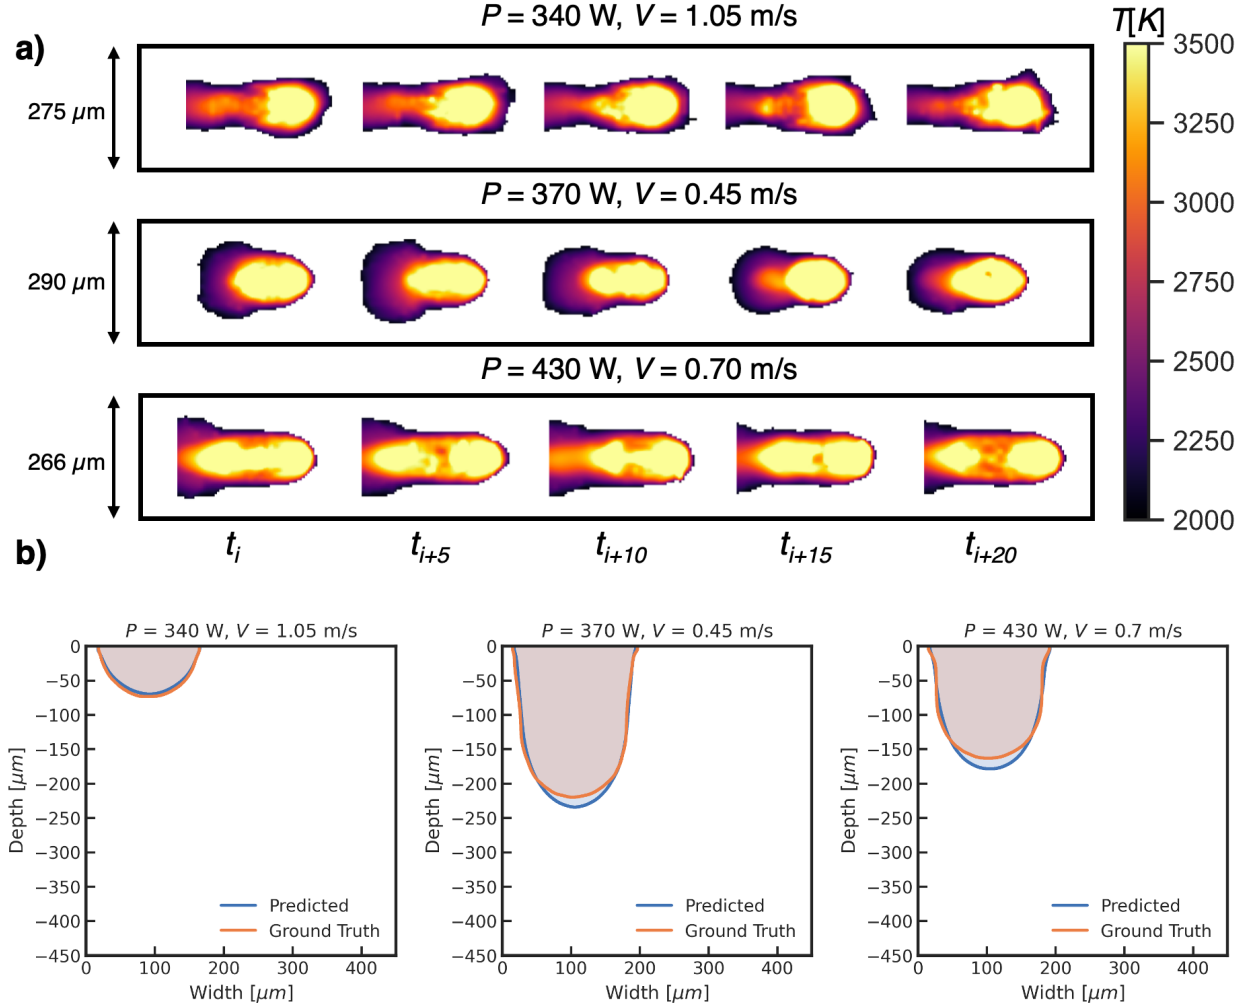 P = 340 W, V = 1.05 m/s
T[K]
a)
275 μm
P = 370 W, V = 0.45 m/s
290 μm
P = 430 W, V = 0.70 m/s
266 μm
3500
3250
3000
2750
2500
2250
2000
t_i
t_{i+5}
t_{i+10}
t_{i+15}
t_{i+20}
b)
P = 340 W, V = 1.05 m/s
0
−50
−100
−150
−200
−250
−300
−350
−400
−450
Depth [μm]
Predicted
Ground Truth
0 100 200 300 400
Width [μm]
P = 370 W, V = 0.45 m/s
0
−50
−100
−150
−200
−250
−300
−350
−400
−450
Depth [μm]
Predicted
Ground Truth
0 100 200 300 400
Width [μm]
P = 430 W, V = 0.7 m/s
0
−50
−100
−150
−200
−250
−300
−350
−400
−450
Depth [μm]
Predicted
Ground Truth
0 100 200 300 400
Width [μm]